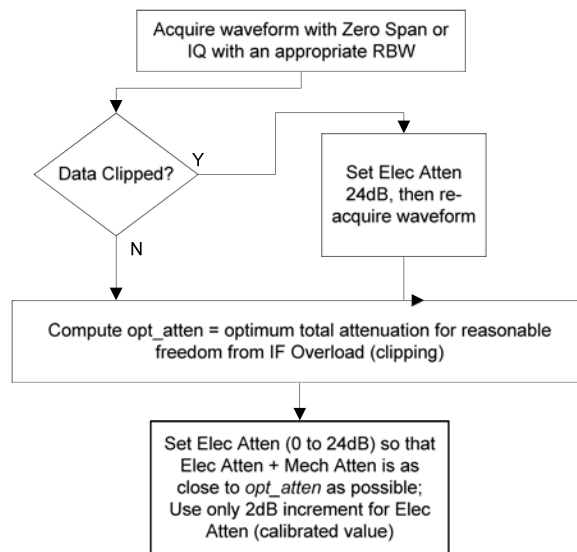 Acquire waveform with Zero Span or
IQ with an appropriate RBW
Data Clipped?
Y
Set Elec Atten
24dB, then re-
acquire waveform
N
Compute opt_atten = optimum total attenuation for reasonable
freedom from IF Overload (clipping)
Set Elec Atten (0 to 24dB) so that
Elec Atten + Mech Atten is as
close to opt_atten as possible;
Use only 2dB increment for Elec
Atten (calibrated value)